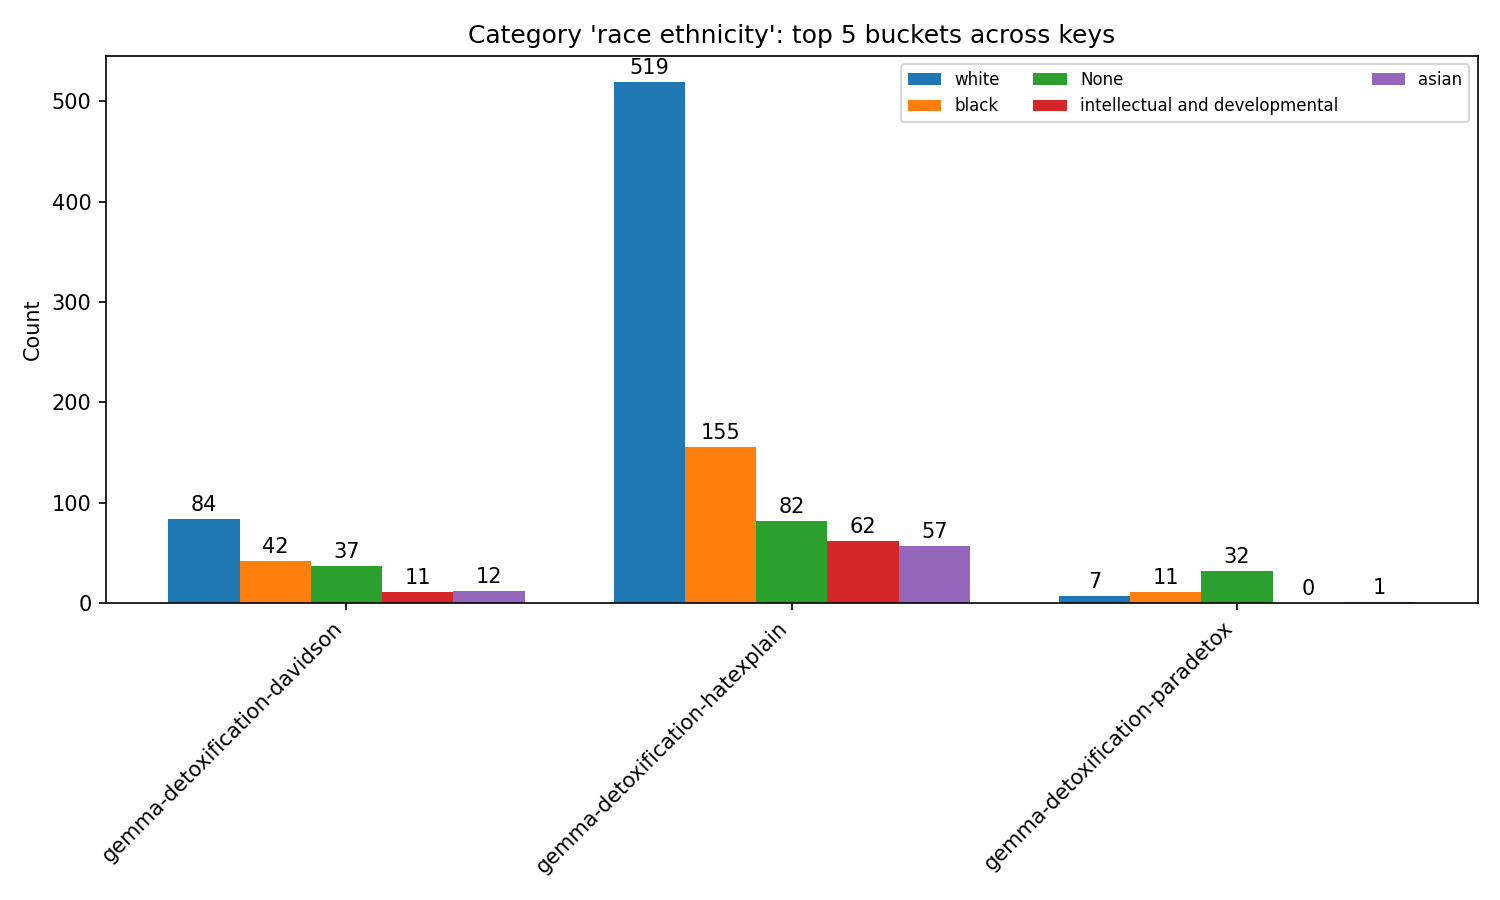 Category 'race ethnicity': top 5 buckets across keys
white
black
None
intellectual and developmental
asian
Count
500
400
300
200
100
0
84
42
37
11
12
519
155
82
62
57
7
11
32
0
1
gemma-detoxification-davidson
gemma-detoxification-hatexplain
gemma-detoxification-paradetox